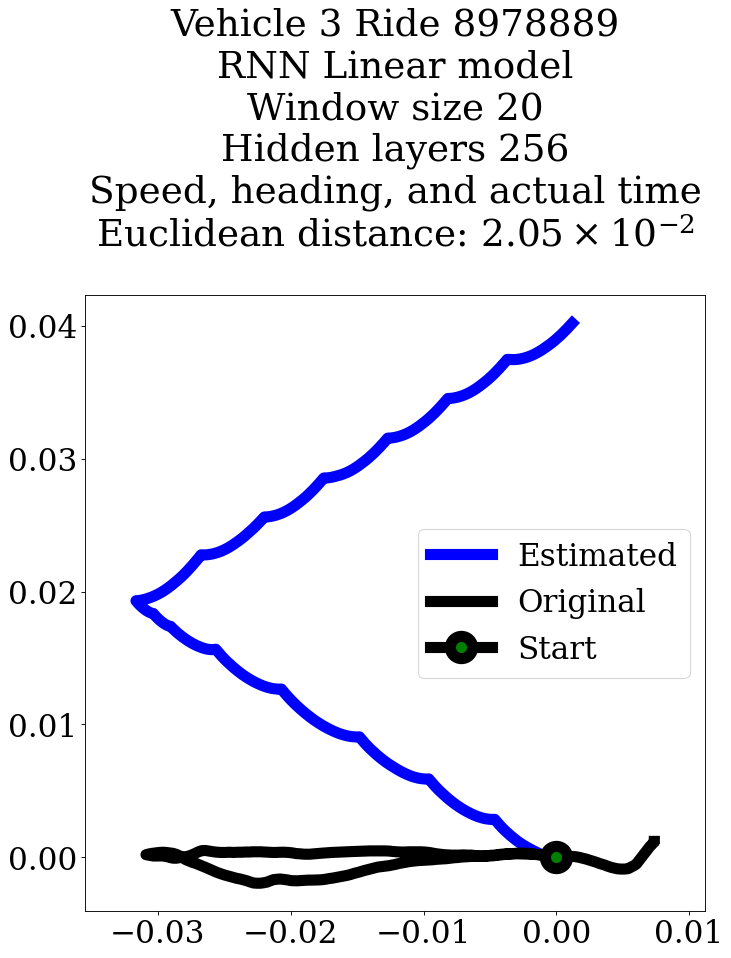 Vehicle 3 Ride 8978889
RNN Linear model
Window size 20
Hidden layers 256
Speed, heading, and actual time
Euclidean distance: 2.05 × 10⁻²
0.04
0.03
0.02
0.01
0.00
Estimated
Original
Start
−0.03 −0.02 −0.01 0.00 0.01